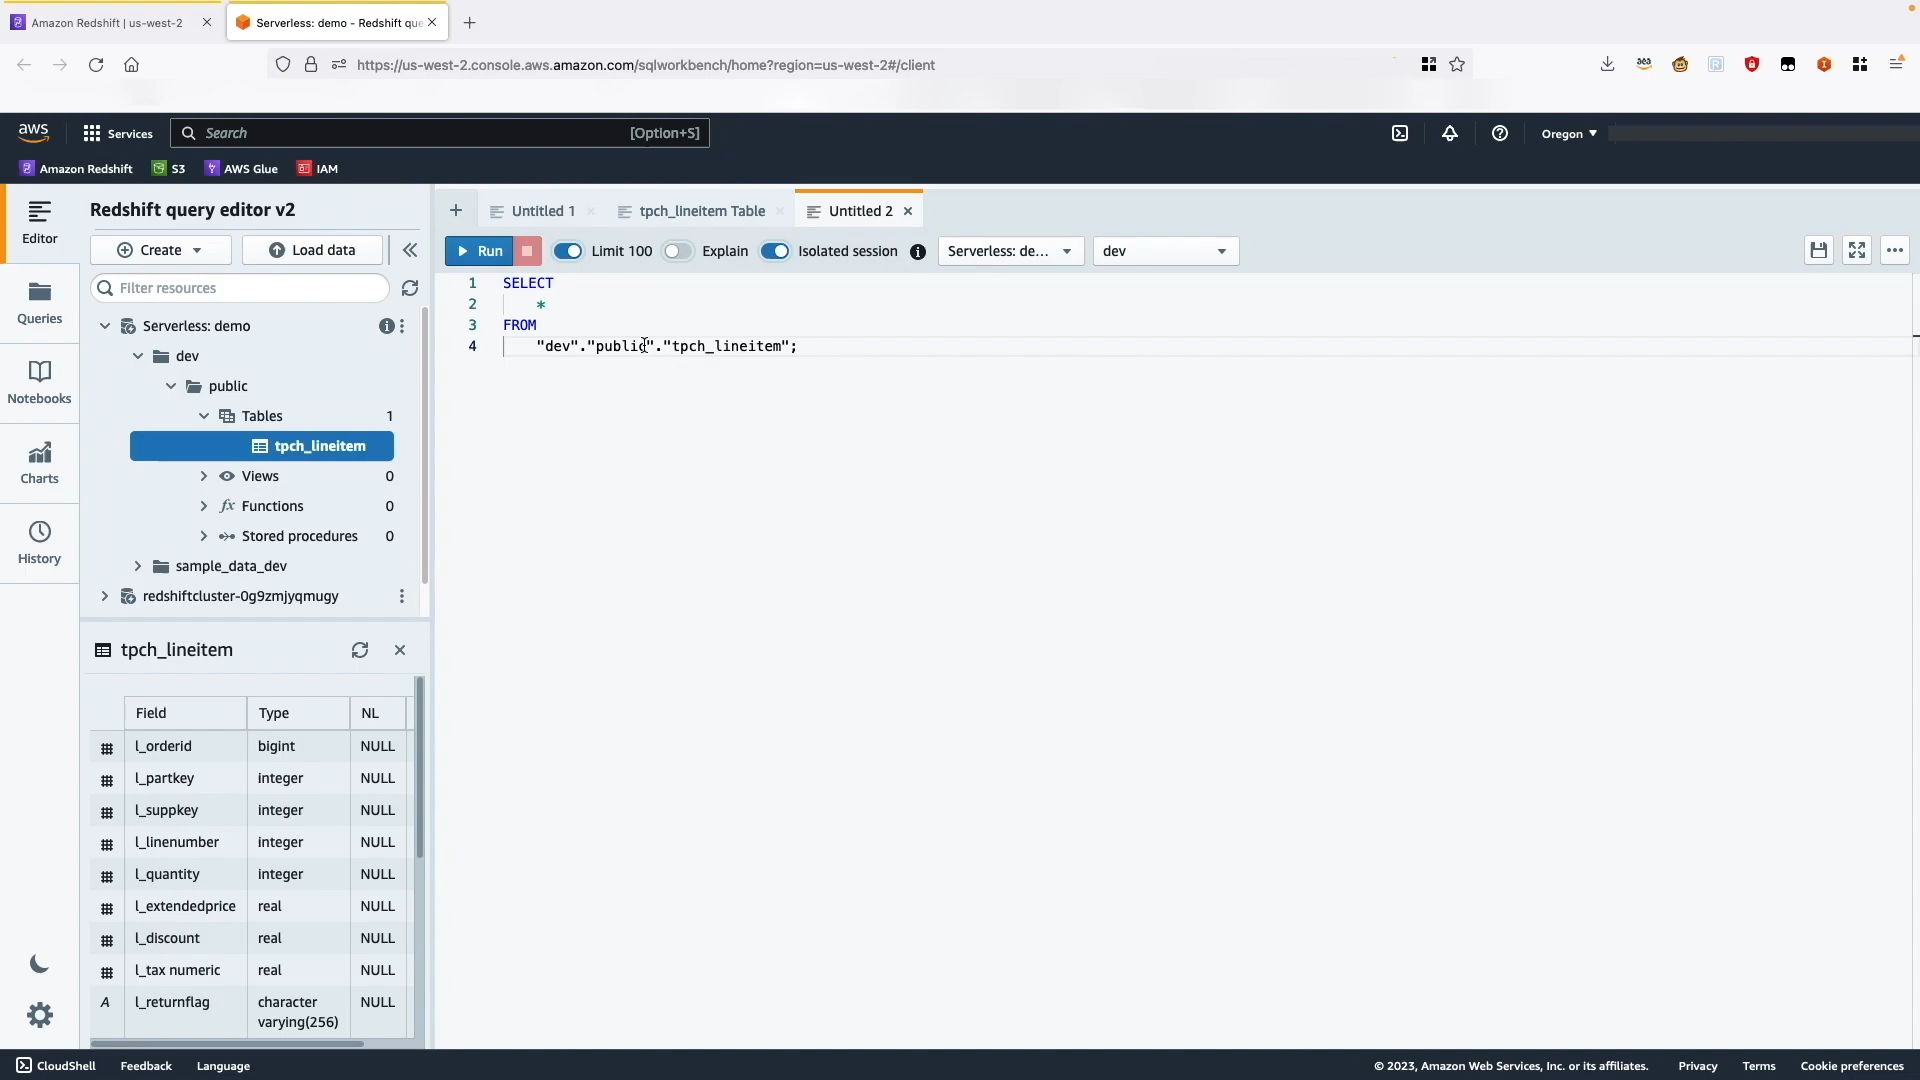 Amazon Redshift | us-west-2
Serverless: demo - Redshift que
https://us-west-2.console.aws.amazon.com/sqlworkbench/home?region=us-west-2#/client
aws
Services
Search
[Option+S]
Oregon
Amazon Redshift
S3
AWS Glue
IAM
Editor
Queries
Notebooks
Charts
History
Redshift query editor v2
Create
Load data
Filter resources
Serverless: demo
dev
public
Tables 1
tpch_lineitem
Views 0
fx Functions 0
Stored procedures 0
sample_data_dev
redshiftcluster-0g9zmjyqmugy
tpch_lineitem
Field Type NL
l_orderid bigint NULL
l_partkey integer NULL
l_suppkey integer NULL
l_linenumber integer NULL
l_quantity integer NULL
l_extendedprice real NULL
l_discount real NULL
l_tax numeric real NULL
A l_returnflag character varying(256) NULL
Untitled 1
tpch_lineitem Table
Untitled 2
Run
Limit 100
Explain
Isolated session
Serverless: de...
dev
1 SELECT
2 *
3 FROM
4 "dev"."public"."tpch_lineitem";
CloudShell
Feedback
Language
© 2023, Amazon Web Services, Inc. or its affiliates.
Privacy
Terms
Cookie preferences